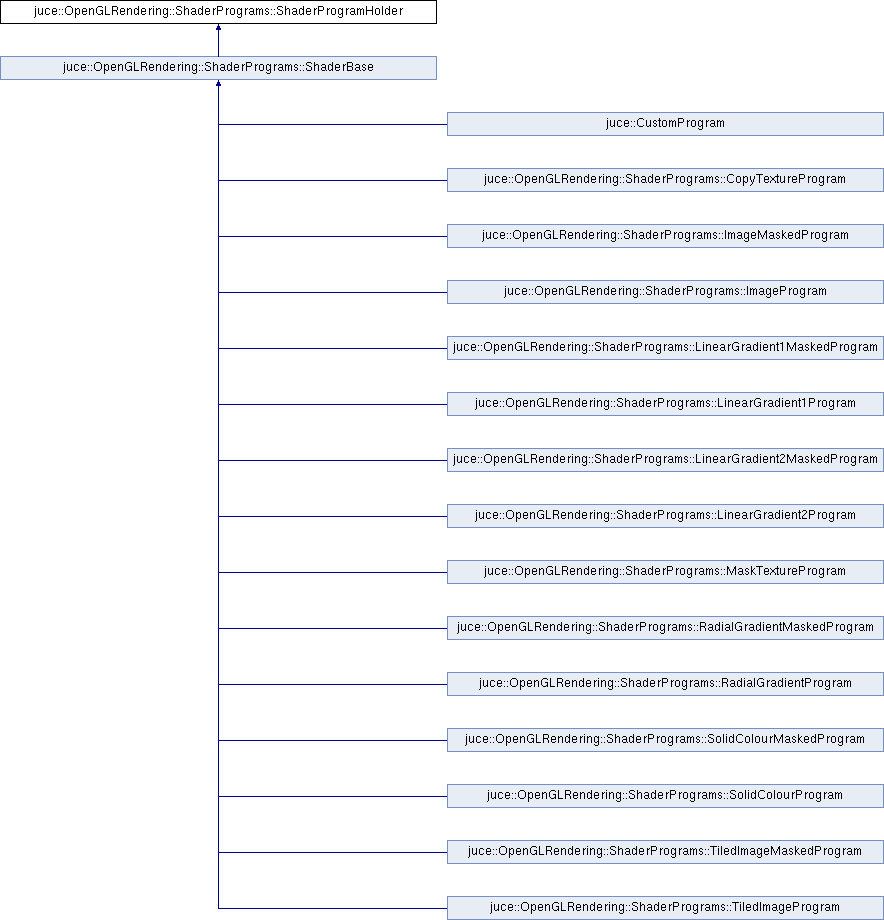 juce::OpenGLRendering::ShaderPrograms::ShaderProgramHolder
juce::OpenGLRendering::ShaderPrograms::ShaderBase
juce::CustomProgram
juce::OpenGLRendering::ShaderPrograms::CopyTextureProgram
juce::OpenGLRendering::ShaderPrograms::ImageMaskedProgram
juce::OpenGLRendering::ShaderPrograms::ImageProgram
juce::OpenGLRendering::ShaderPrograms::LinearGradient1MaskedProgram
juce::OpenGLRendering::ShaderPrograms::LinearGradient1Program
juce::OpenGLRendering::ShaderPrograms::LinearGradient2MaskedProgram
juce::OpenGLRendering::ShaderPrograms::LinearGradient2Program
juce::OpenGLRendering::ShaderPrograms::MaskTextureProgram
juce::OpenGLRendering::ShaderPrograms::RadialGradientMaskedProgram
juce::OpenGLRendering::ShaderPrograms::RadialGradientProgram
juce::OpenGLRendering::ShaderPrograms::SolidColourMaskedProgram
juce::OpenGLRendering::ShaderPrograms::SolidColourProgram
juce::OpenGLRendering::ShaderPrograms::TiledImageMaskedProgram
juce::OpenGLRendering::ShaderPrograms::TiledImageProgram